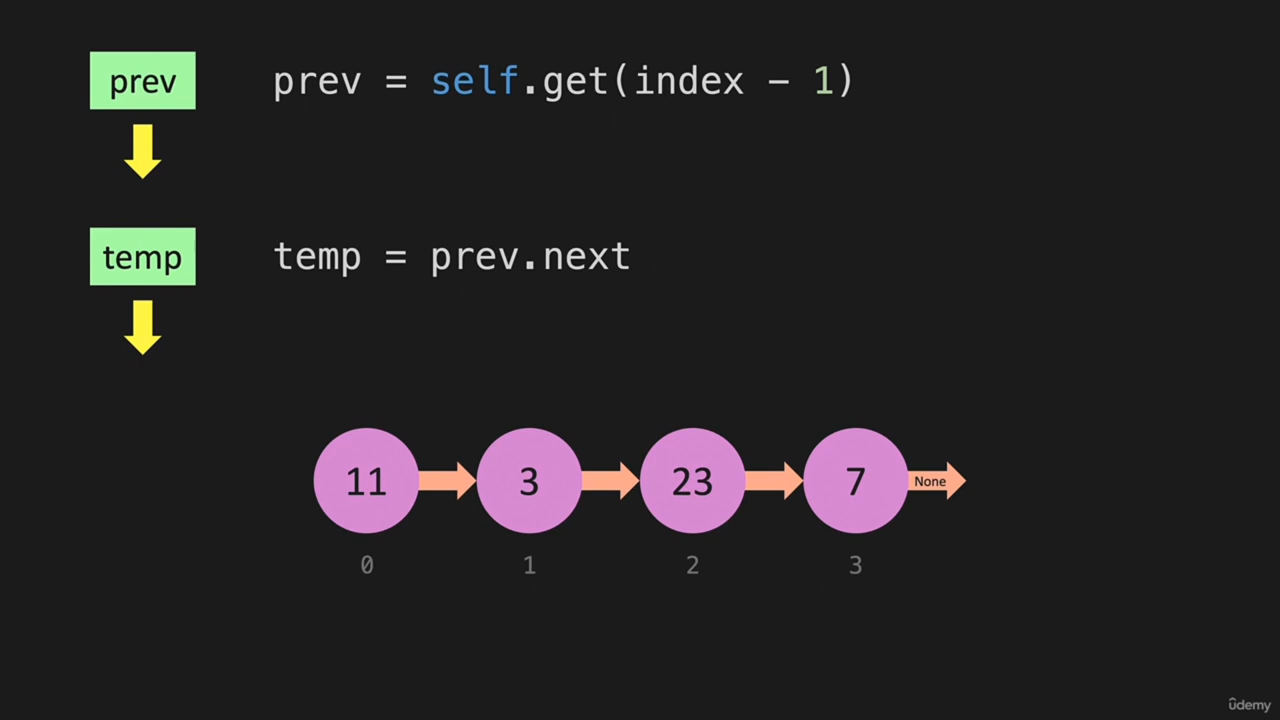 prev
prev = self.get(index - 1)
temp
temp = prev.next
11 3 23 7 None
0 1 2 3
ûdemy